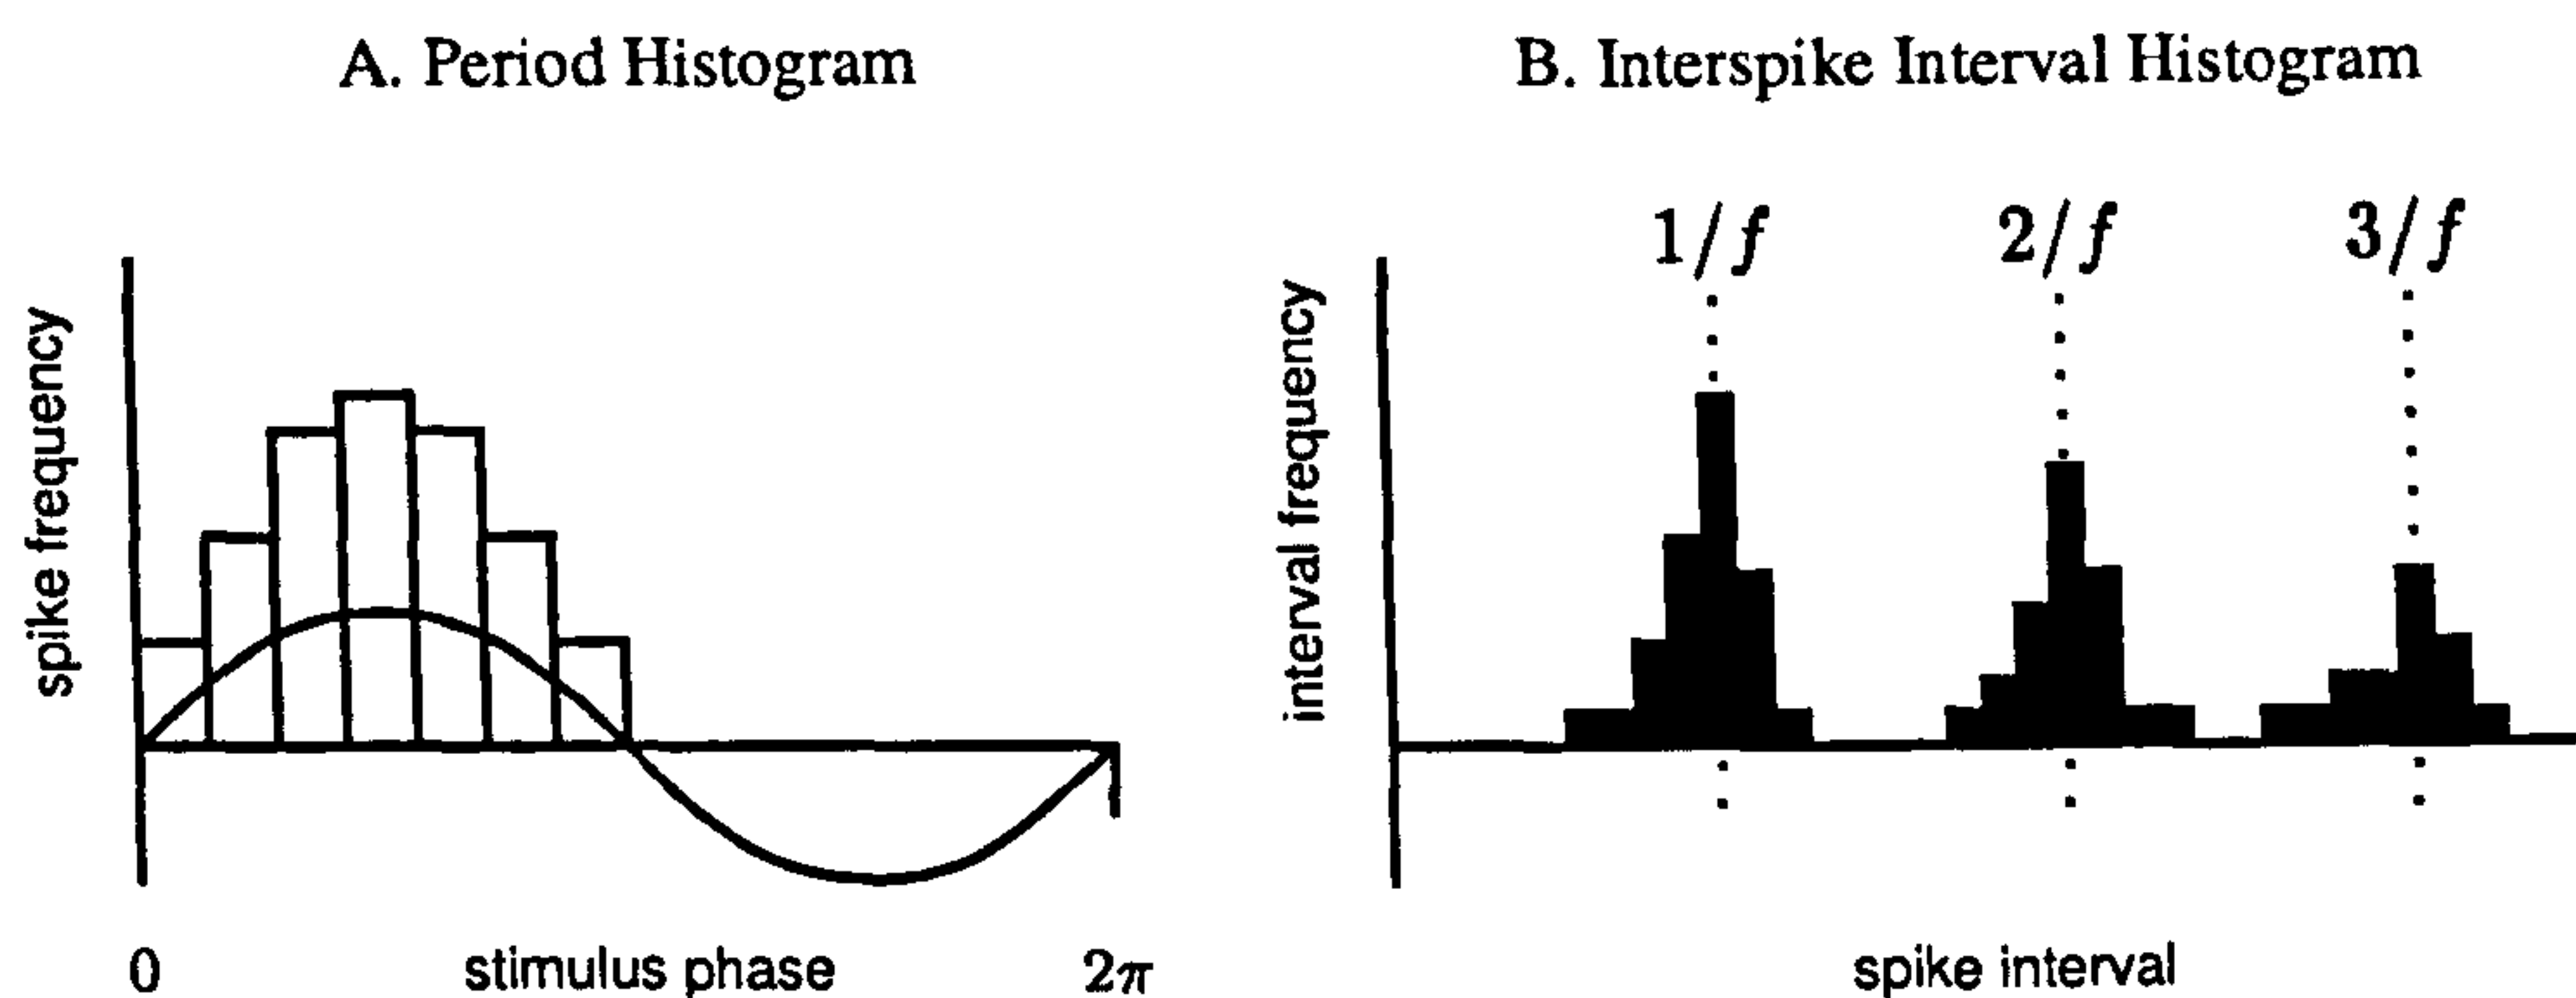 A. Period Histogram
spike frequency
0
stimulus phase
2π
B. Interspike Interval Histogram
1/f
2/f
3/f
interval frequency
spike interval